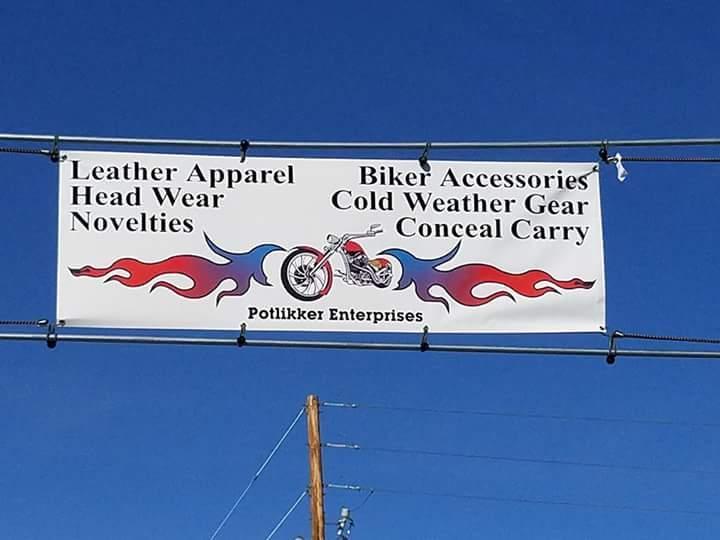 Leather Apparel
Head Wear
Novelties
Biker Accessories
Cold Weather Gear
Conceal Carry
Potlikker Enterprises